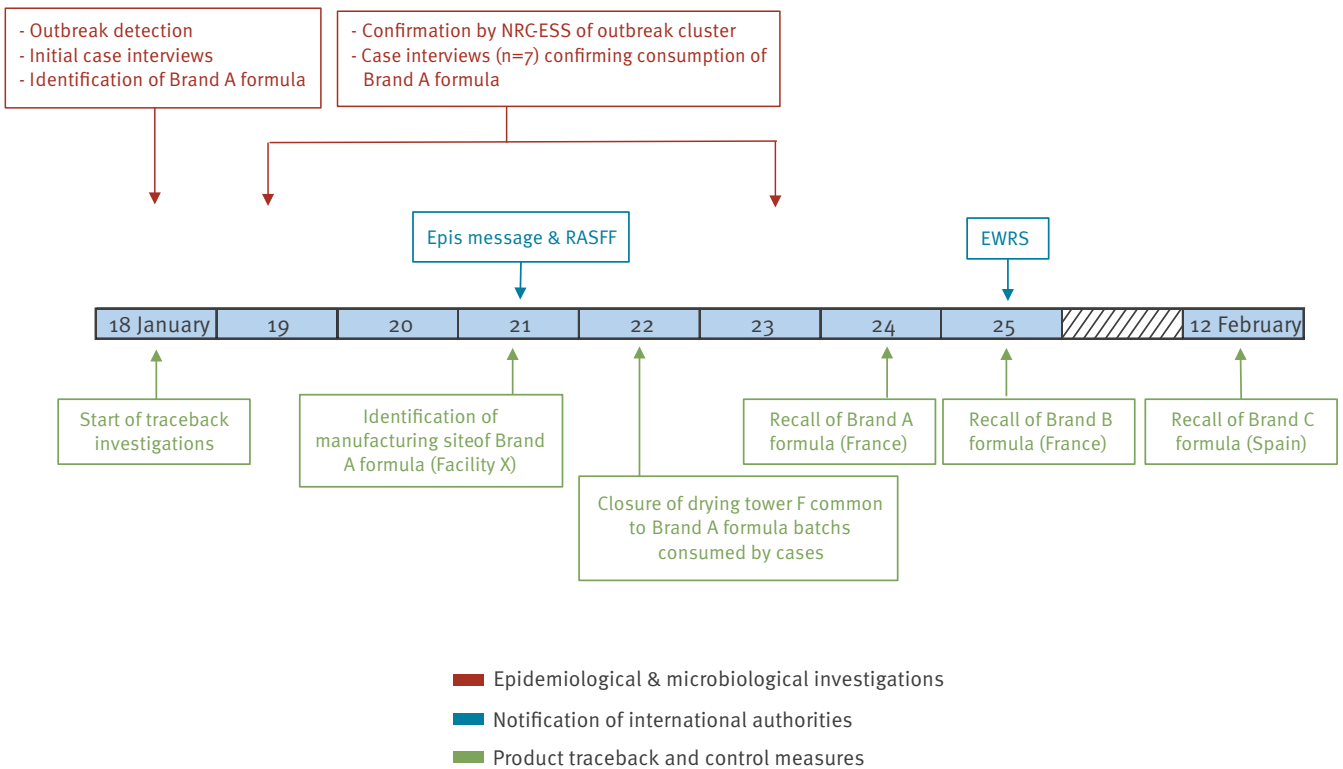 - Outbreak detection
- Initial case interviews
- Identification of Brand A formula
- Confirmation by NRC-ESS of outbreak cluster
- Case interviews (n=7) confirming consumption of
Brand A formula
Epis message & RASFF
EWRS
18 January
19
20
21
22
23
24
25
12 February
Start of traceback
investigations
Identification of
manufacturing siteof Brand
A formula (Facility X)
Closure of drying tower F common
to Brand A formula batchs
consumed by cases
Recall of Brand A
formula (France)
Recall of Brand B
formula (France)
Recall of Brand C
formula (Spain)
Epidemiological & microbiological investigations
Notification of international authorities
Product traceback and control measures